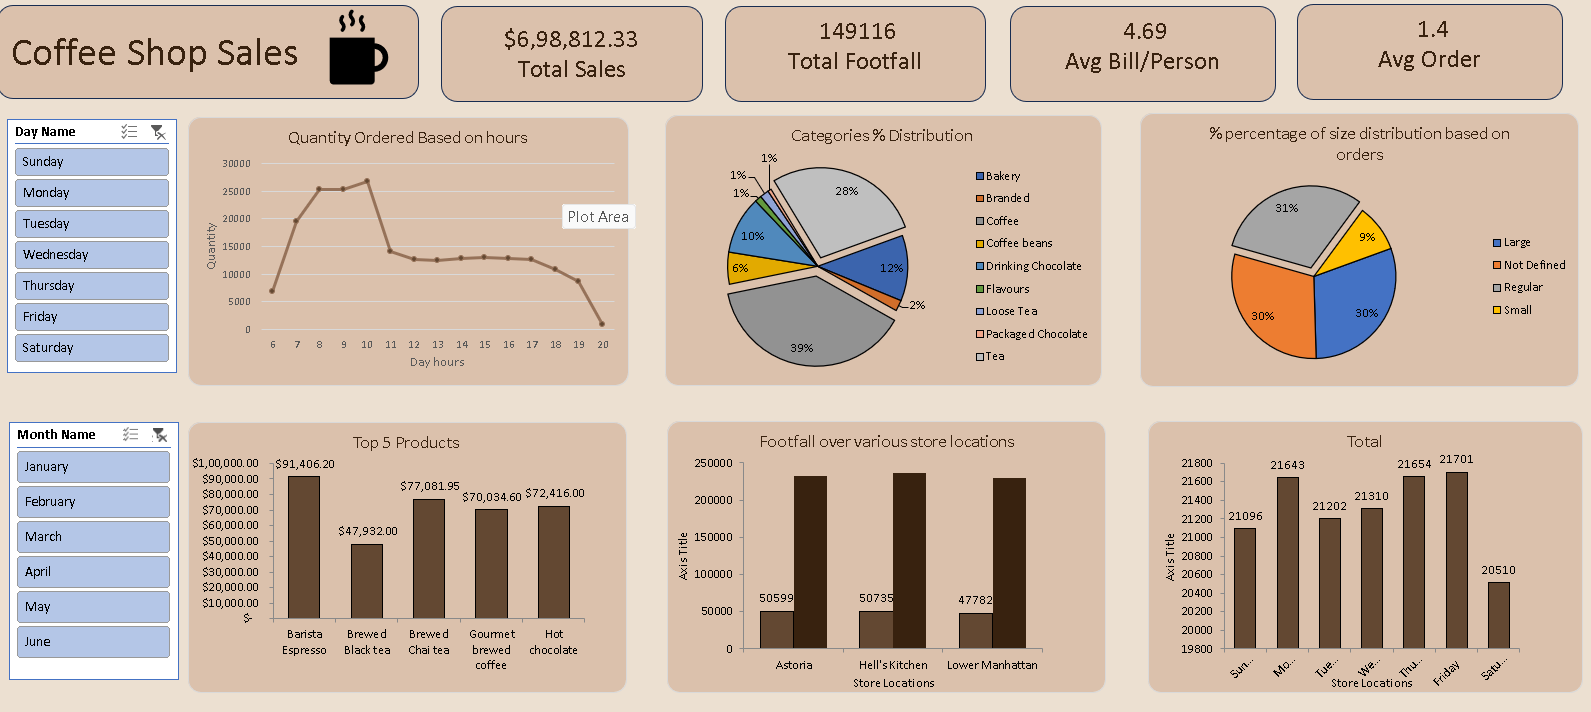 Coffee Shop Sales
$6,98,812.33
Total Sales
149116
Total Footfall
4.69
Avg Bill/Person
1.4
Avg Order
Day Name
Sunday
Monday
Tuesday
Wednesday
Thursday
Friday
Saturday
Quantity Ordered Based on hours
30000
25000
20000
15000
10000
5000
0
Quantity
Plot Area
6 7 8 9 10 11 12 13 14 15 16 17 18 19 20
Day hours
Categories % Distribution
1%
1%
1%
28%
10%
12%
6%
2%
39%
Bakery
Branded
Coffee
Coffee beans
Drinking Chocolate
Flavours
Loose Tea
Packaged Chocolate
Tea
% percentage of size distribution based on
orders
31%
9%
30%
30%
Large
Not Defined
Regular
Small
Month Name
January
February
March
April
May
June
Top 5 Products
$1,00,000.00
$90,000.00
$80,000.00
$70,000.00
$60,000.00
$50,000.00
$40,000.00
$30,000.00
$20,000.00
$10,000.00
$-
$91,406.20
$47,932.00
$77,081.95
$70,034.60
$72,416.00
Barista
Espresso
Brewed
Black tea
Brewed
Chai tea
Gourmet
brewed
coffee
Hot
chocolate
Footfall over various store locations
250000
200000
150000
100000
50000
0
Axis Title
50599
50735
47782
Astoria
Hell's Kitchen
Lower Manhattan
Store Locations
Total
21800
21600
21400
21200
21000
20800
20600
20400
20200
20000
19800
Axis Title
21096
21643
21202
21310
21654
21701
20510
Sun...
Mo...
Tue...
We...
Thu...
Friday
Satu...
Store Locations